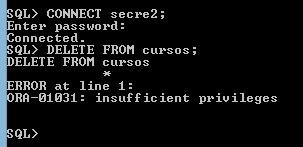 SQL> CONNECT secre2;
Enter password:
Connected.
SQL> DELETE FROM cursos;
DELETE FROM cursos
*
ERROR at line 1:
ORA-01031: insufficient privileges
SQL>